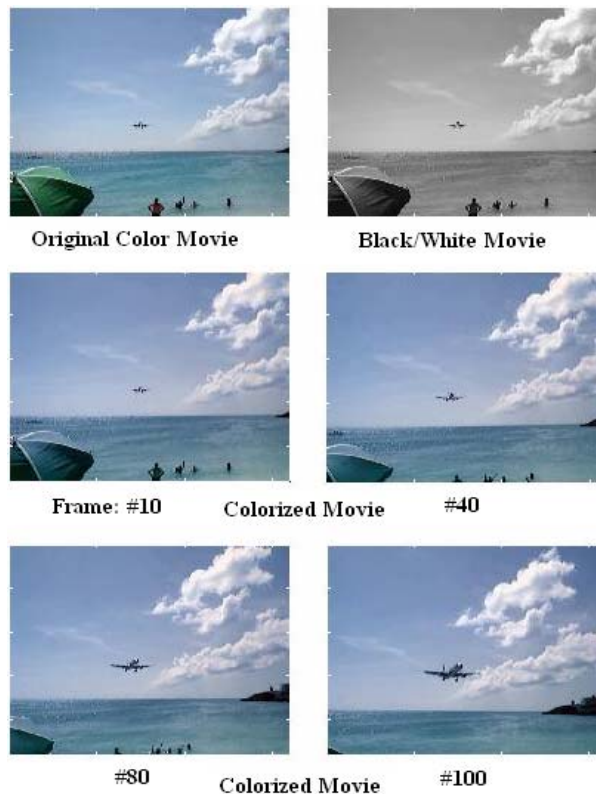 Original Color Movie
Black/White Movie
Frame: #10
Colorized Movie
#40
#80
Colorized Movie
#100